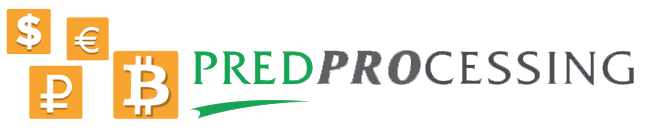 $ €
₽ ₿
PREDPROCESSING